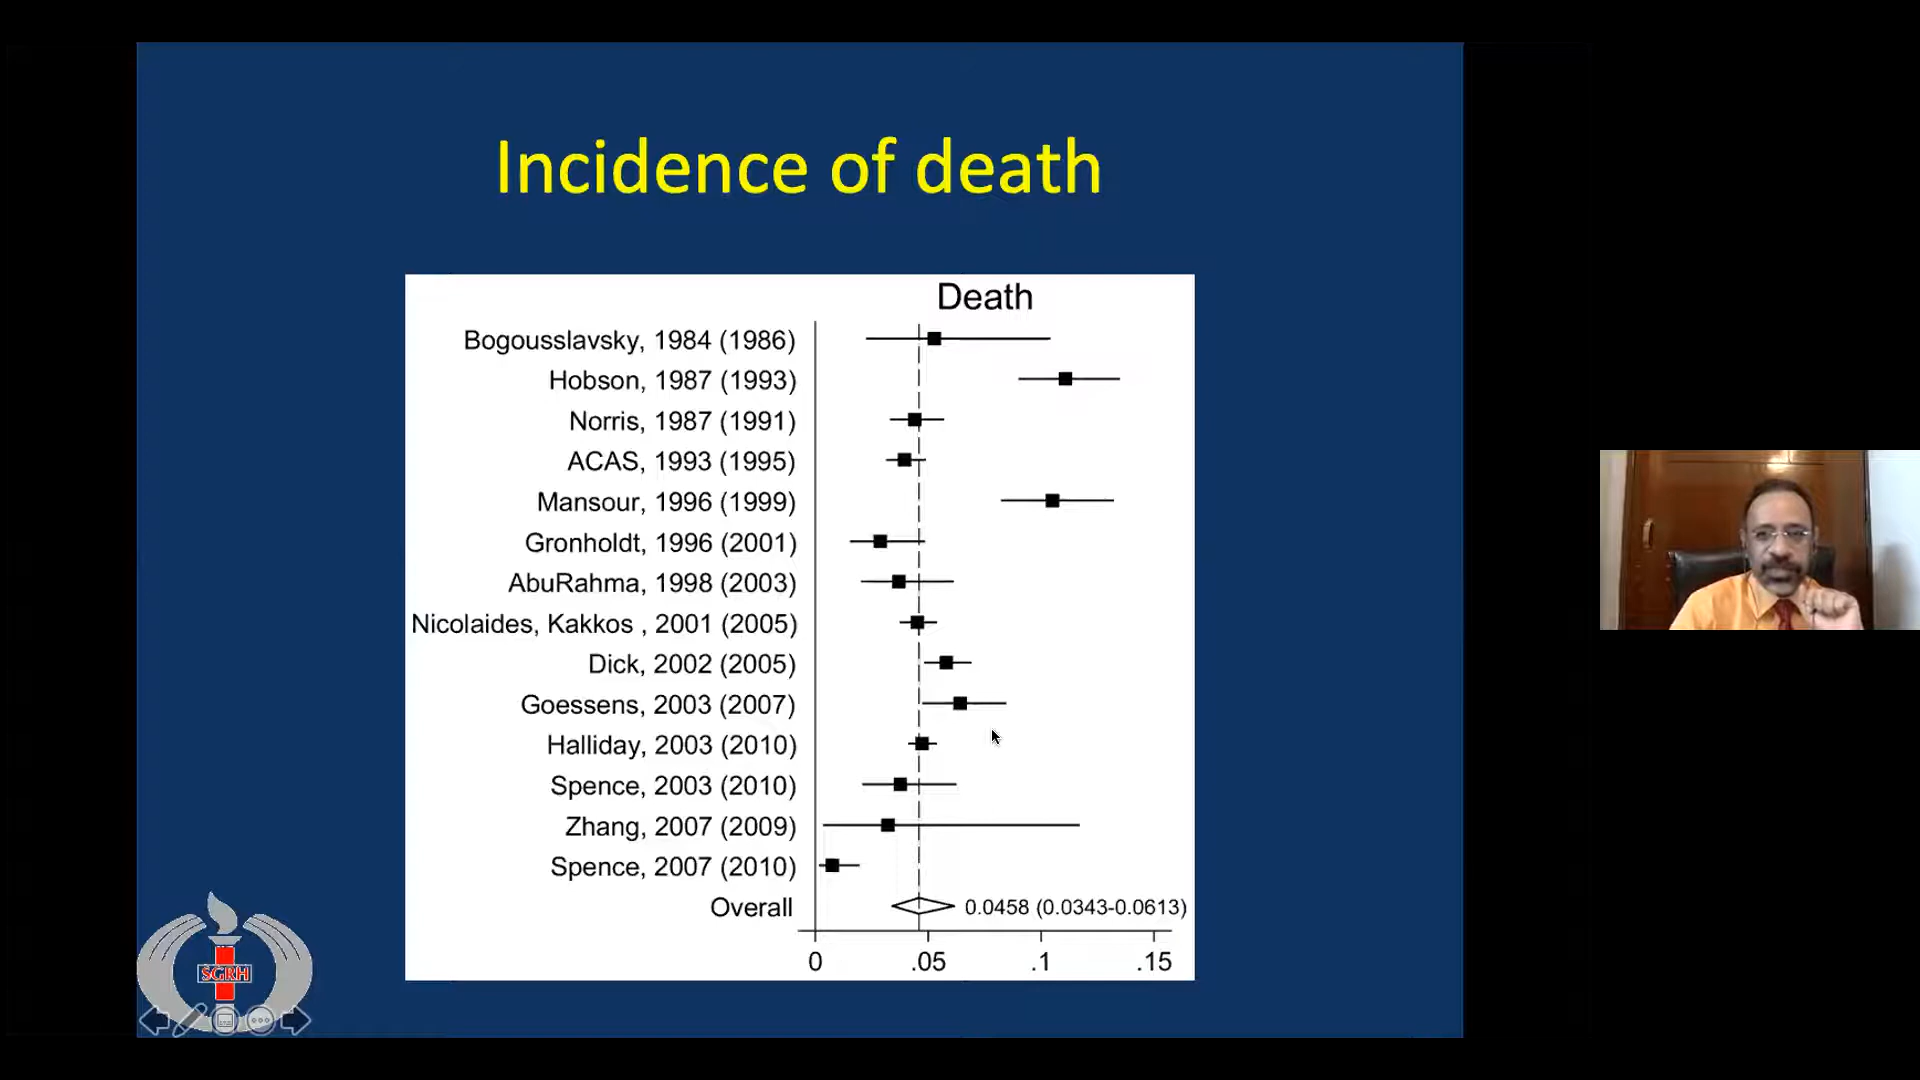 Incidence of death
Death
Bogousslavsky, 1984 (1986)
Hobson, 1987 (1993)
Norris, 1987 (1991)
ACAS, 1993 (1995)
Mansour, 1996 (1999)
Gronholdt, 1996 (2001)
AbuRahma, 1998 (2003)
Nicolaides, Kakkos , 2001 (2005)
Dick, 2002 (2005)
Goessens, 2003 (2007)
Halliday, 2003 (2010)
Spence, 2003 (2010)
Zhang, 2007 (2009)
Spence, 2007 (2010)
Overall 0.0458 (0.0343-0.0613)
0 .05 .1 .15
SGRH